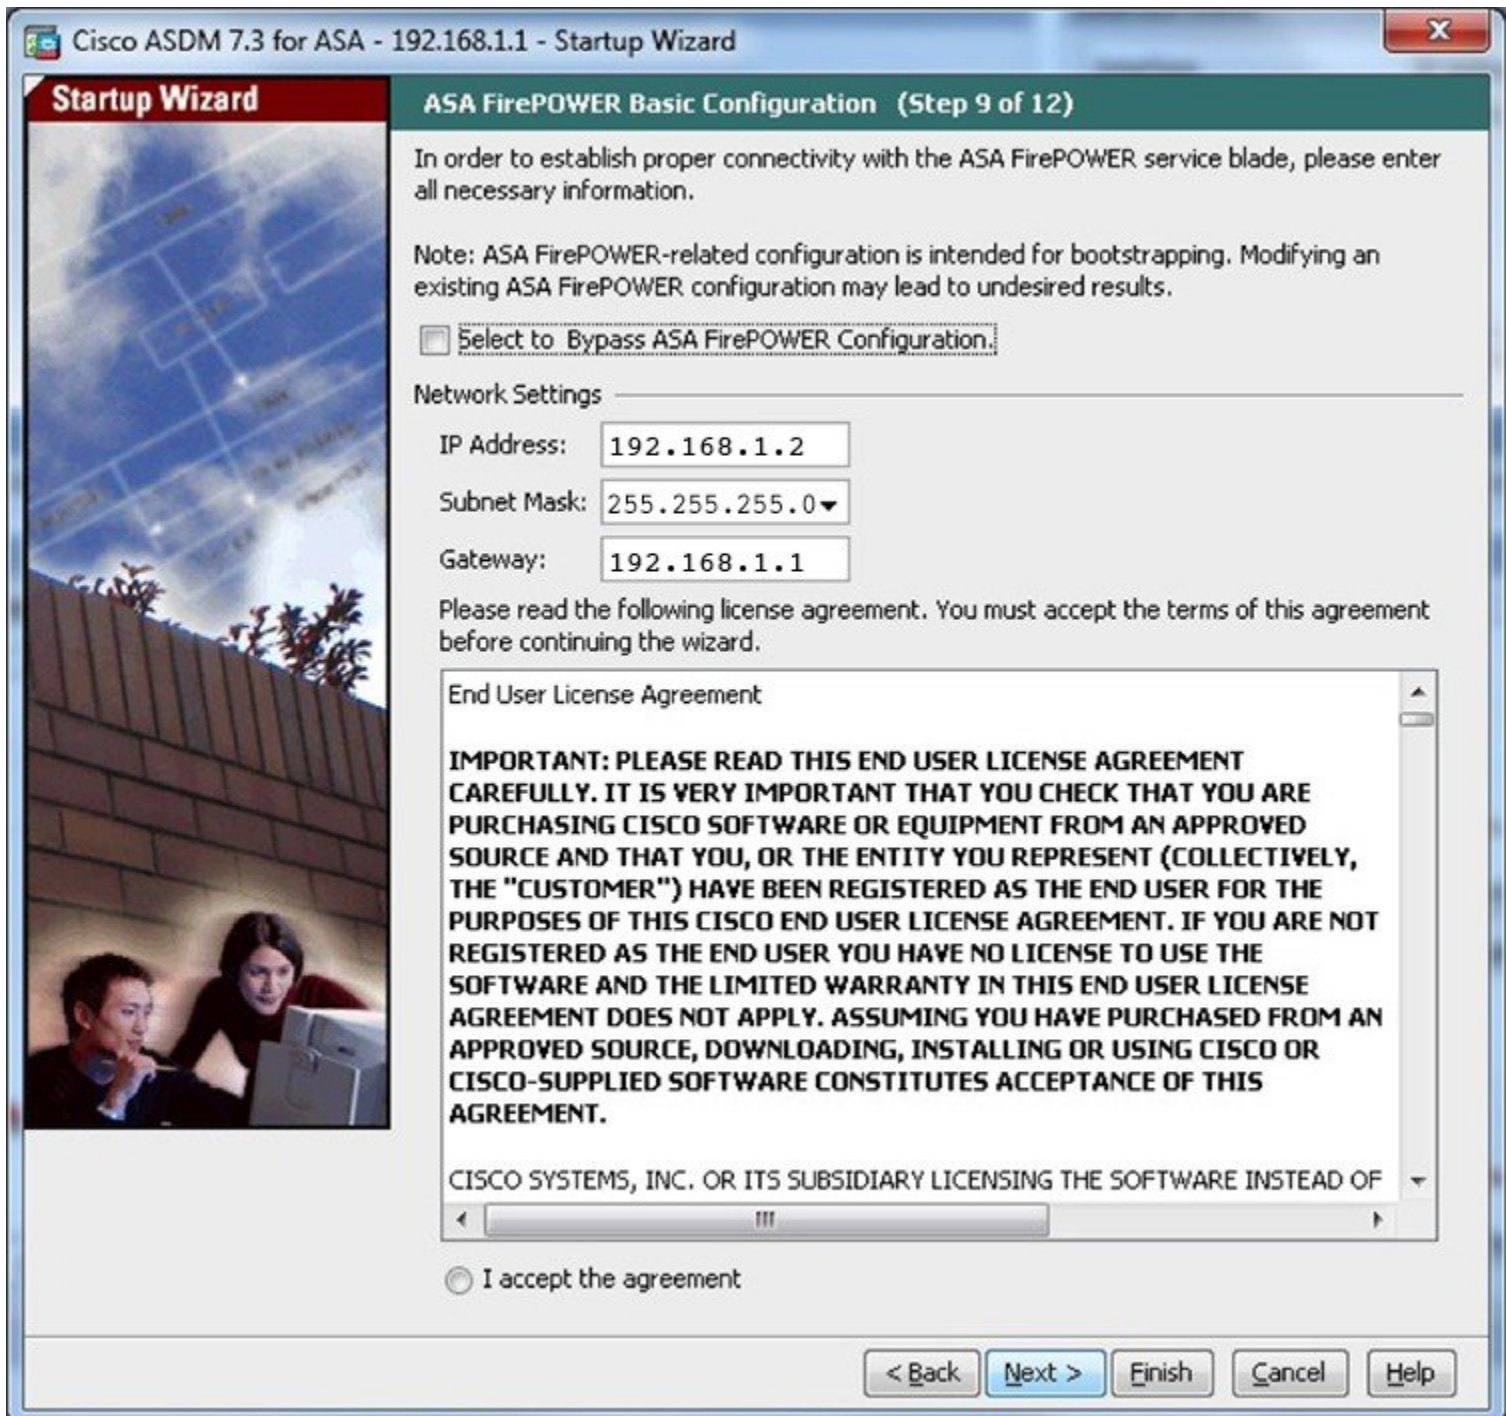 Cisco ASDM 7.3 for ASA - 192.168.1.1 - Startup Wizard
Startup Wizard
ASA FirePOWER Basic Configuration (Step 9 of 12)
In order to establish proper connectivity with the ASA FirePOWER service blade, please enter
all necessary information.
Note: ASA FirePOWER-related configuration is intended for bootstrapping. Modifying an
existing ASA FirePOWER configuration may lead to undesired results.
Select to Bypass ASA FirePOWER Configuration.
Network Settings
IP Address: 192.168.1.2
Subnet Mask: 255.255.255.0
Gateway: 192.168.1.1
Please read the following license agreement. You must accept the terms of this agreement
before continuing the wizard.
End User License Agreement
IMPORTANT: PLEASE READ THIS END USER LICENSE AGREEMENT
CAREFULLY. IT IS VERY IMPORTANT THAT YOU CHECK THAT YOU ARE
PURCHASING CISCO SOFTWARE OR EQUIPMENT FROM AN APPROVED
SOURCE AND THAT YOU, OR THE ENTITY YOU REPRESENT (COLLECTIVELY,
THE "CUSTOMER") HAVE BEEN REGISTERED AS THE END USER FOR THE
PURPOSES OF THIS CISCO END USER LICENSE AGREEMENT. IF YOU ARE NOT
REGISTERED AS THE END USER YOU HAVE NO LICENSE TO USE THE
SOFTWARE AND THE LIMITED WARRANTY IN THIS END USER LICENSE
AGREEMENT DOES NOT APPLY. ASSUMING YOU HAVE PURCHASED FROM AN
APPROVED SOURCE, DOWNLOADING, INSTALLING OR USING CISCO OR
CISCO-SUPPLIED SOFTWARE CONSTITUTES ACCEPTANCE OF THIS
AGREEMENT.
CISCO SYSTEMS, INC. OR ITS SUBSIDIARY LICENSING THE SOFTWARE INSTEAD OF
I accept the agreement
< Back Next > Finish Cancel Help